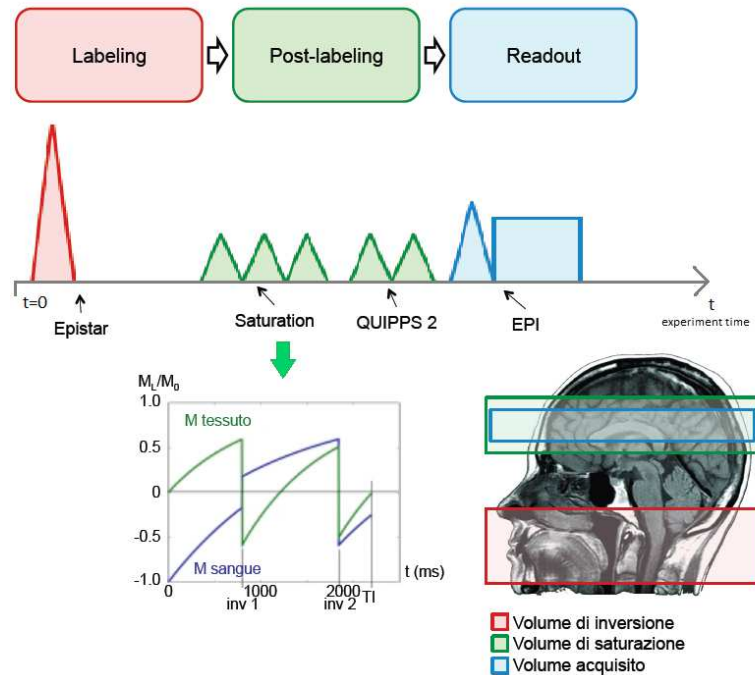 Labeling
Post-labeling
Readout
t=0
Epistar
Saturation
QUIPPS 2
EPI
t
experiment time
M_L/M_0
1.0
0.5
0
-0.5
-1.0
M tessuto
M sangue
1000
2000
TI
t (ms)
inv 1
inv 2
Volume di inversione
Volume di saturazione
Volume acquisito